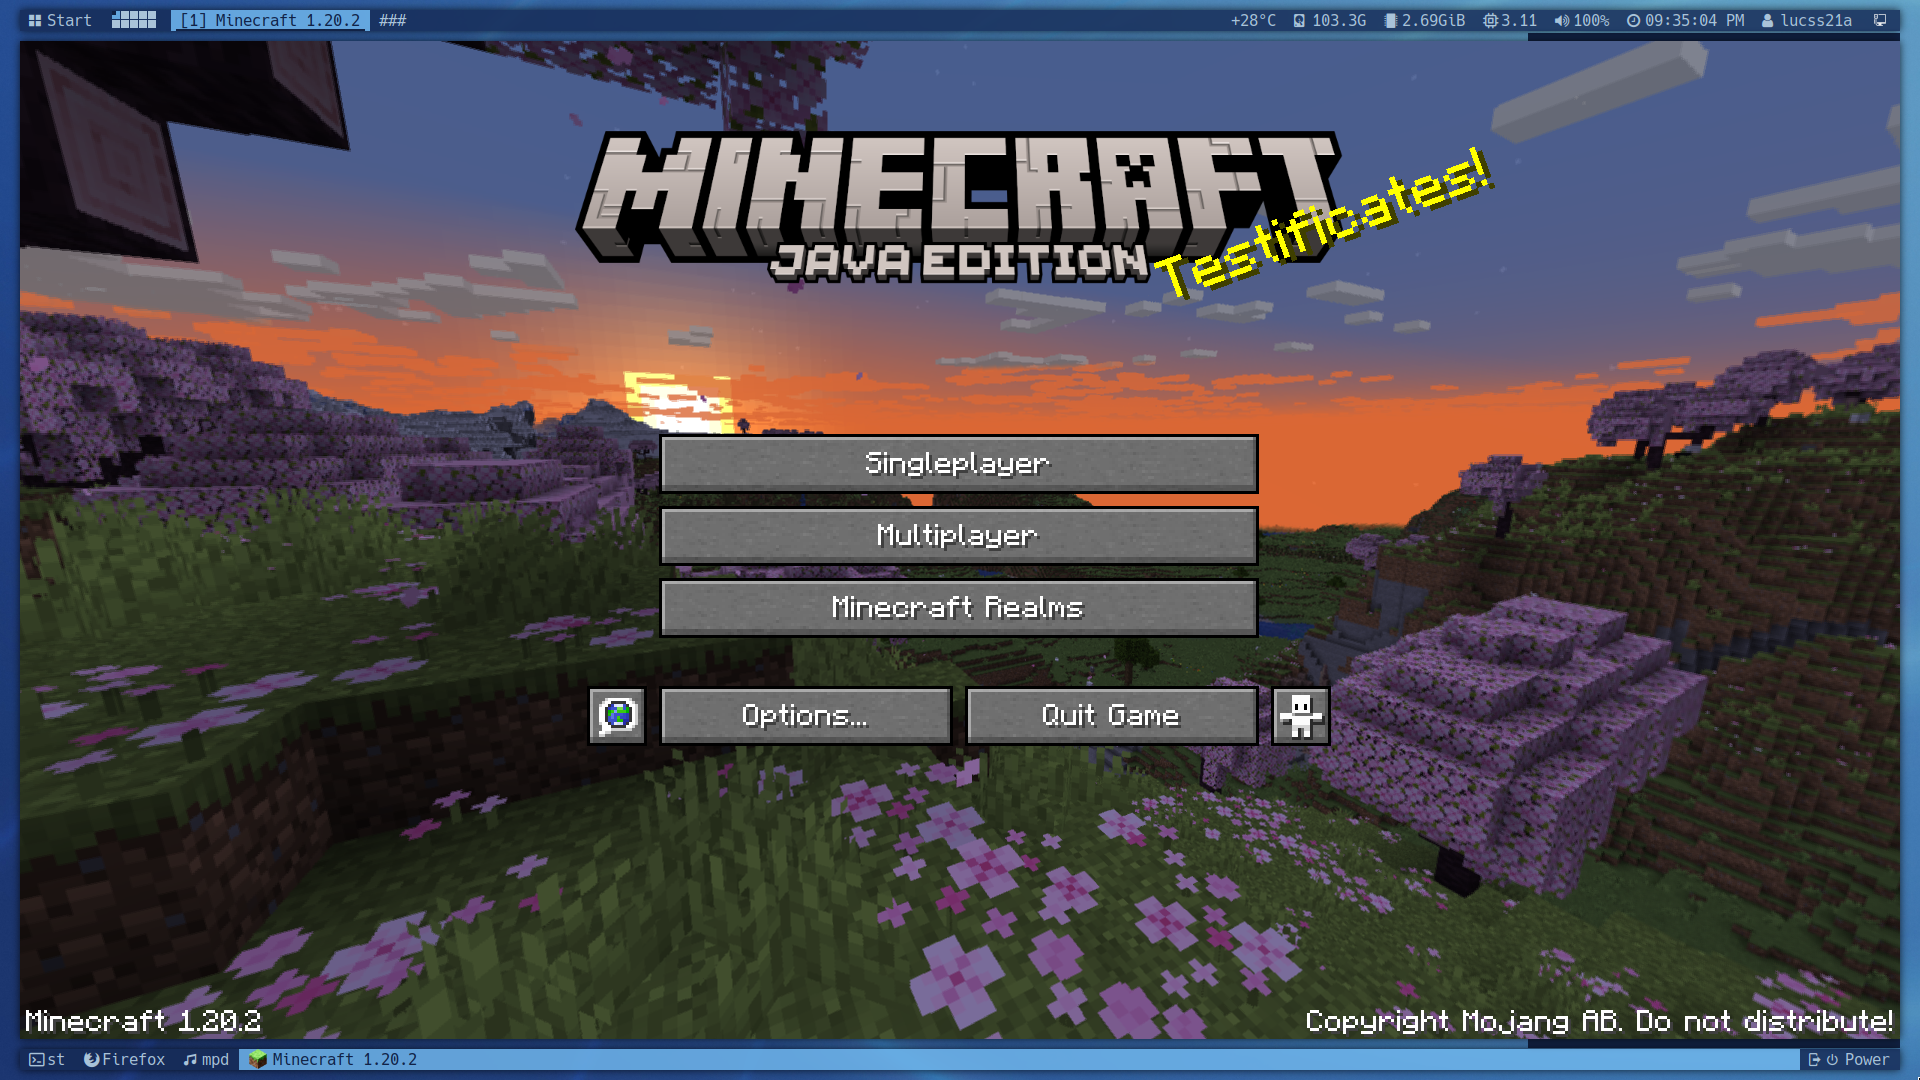 Start [1] Minecraft 1.20.2 ### +28°C 103.3G 2.69GiB 3.11 100% 09:35:04 PM lucss21a
MINECRAFT
JAVA EDITION
Testificates!
Singleplayer
Multiplayer
Minecraft Realms
Options... Quit Game
Minecraft 1.20.2 Copyright Mojang AB. Do not distribute!
st Firefox mpd Minecraft 1.20.2 Power